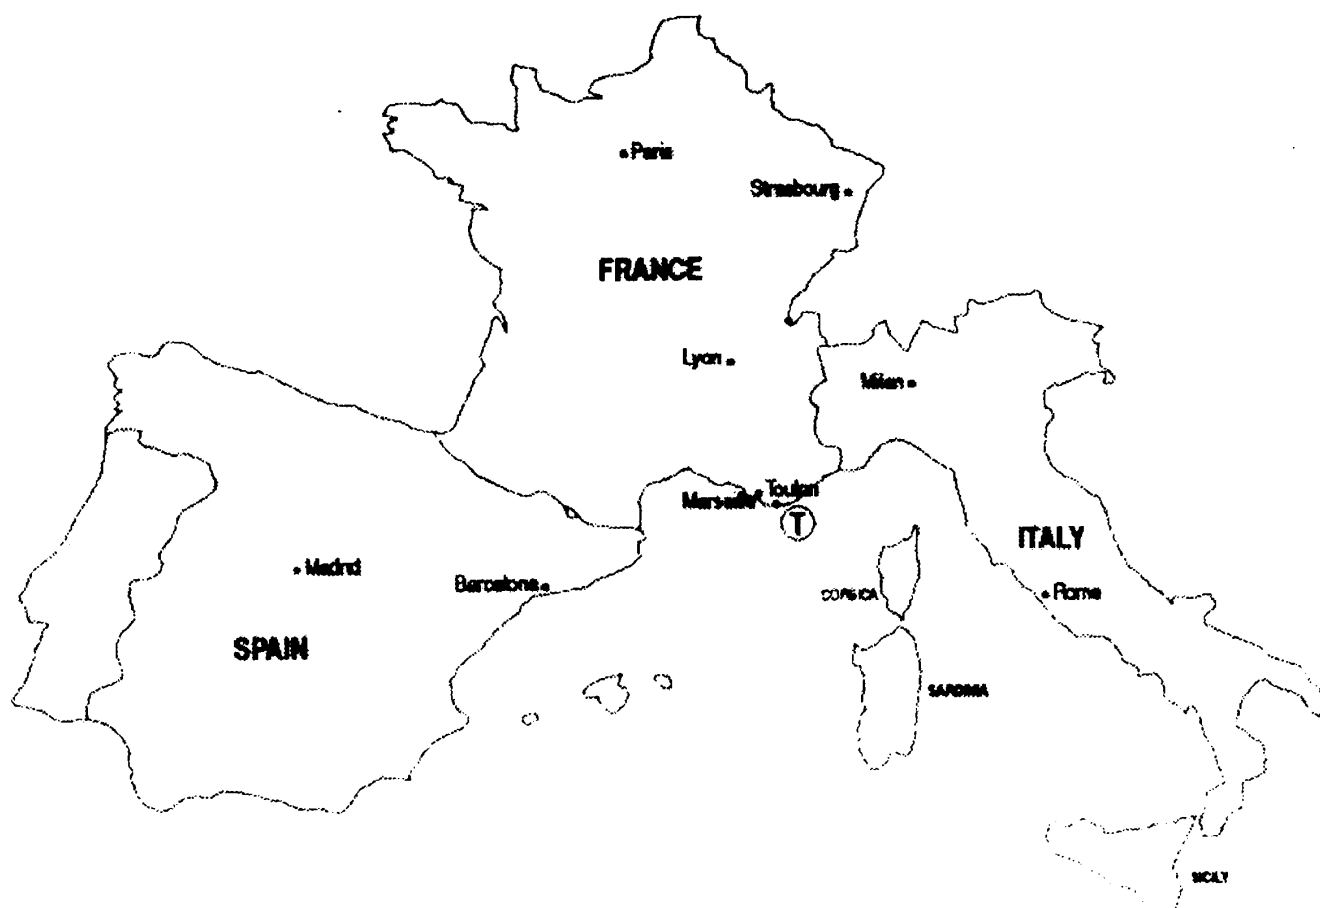 Paris
Strasbourg
FRANCE
Lyon
Milan
Toulon
Marseille
T
ITALY
Madrid
Barcelona
CORSICA
Rome
SPAIN
SARDINIA
SICILY